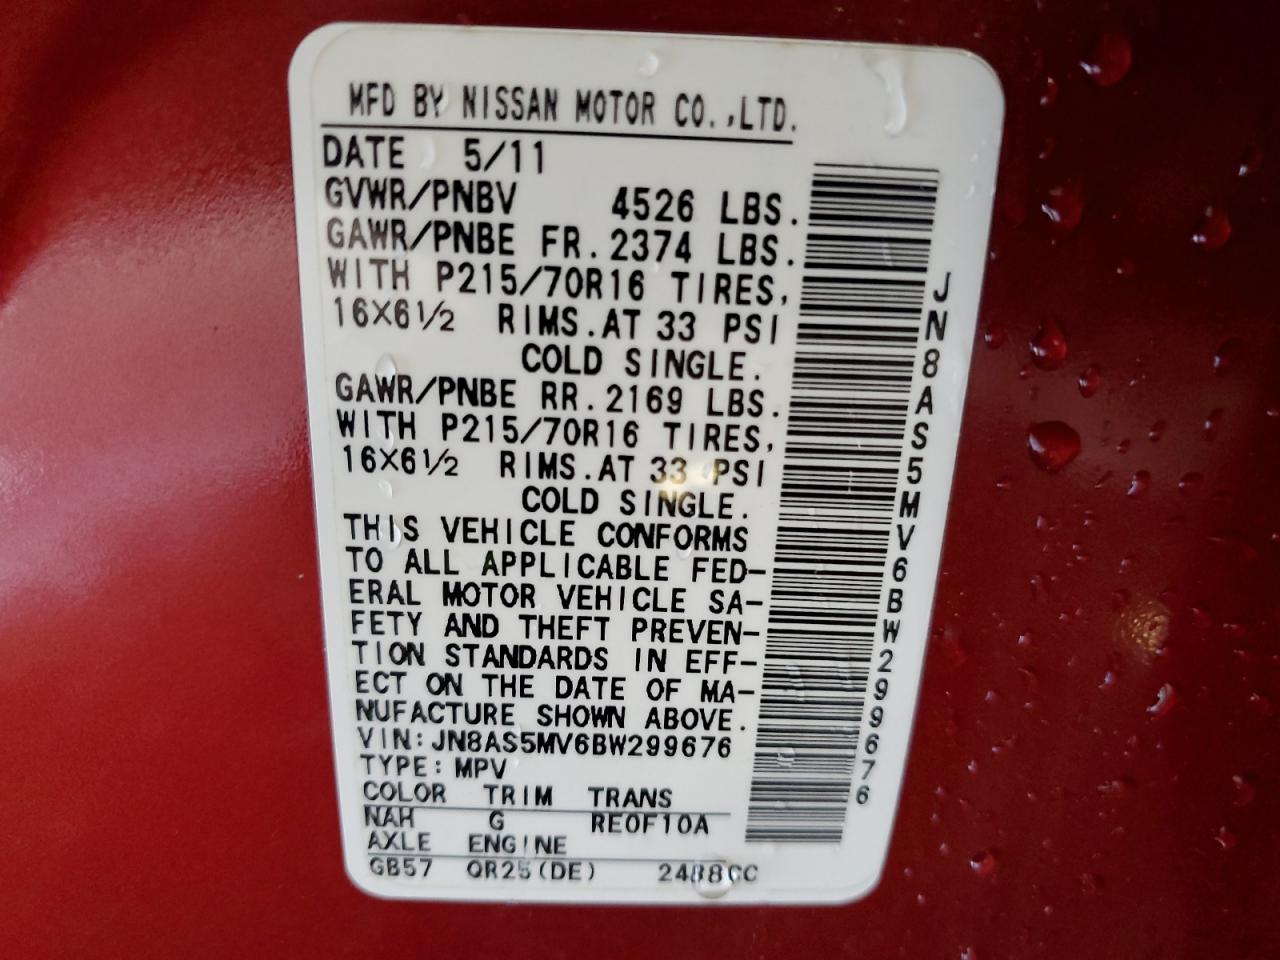 MFD BY NISSAN MOTOR CO.,LTD.
DATE 5/11
GVWR/PNBV 4526 LBS.
GAWR/PNBE FR.2374 LBS.
WITH P215/70R16 TIRES,
16X6½ RIMS.AT 33 PSI
COLD SINGLE.
GAWR/PNBE RR.2169 LBS.
WITH P215/70R16 TIRES,
16X6½ RIMS.AT 33 PSI
COLD SINGLE.
THIS VEHICLE CONFORMS
TO ALL APPLICABLE FED-
ERAL MOTOR VEHICLE SA-
FETY AND THEFT PREVEN-
TION STANDARDS IN EFF-
ECT ON THE DATE OF MA-
NUFACTURE SHOWN ABOVE.
VIN:JN8AS5MV6BW299676
TYPE:MPV
COLOR TRIM TRANS
NAH G RE0F10A
AXLE ENGINE
GB57 QR25(DE) 2488CC
JN8AS5MV6BW299676